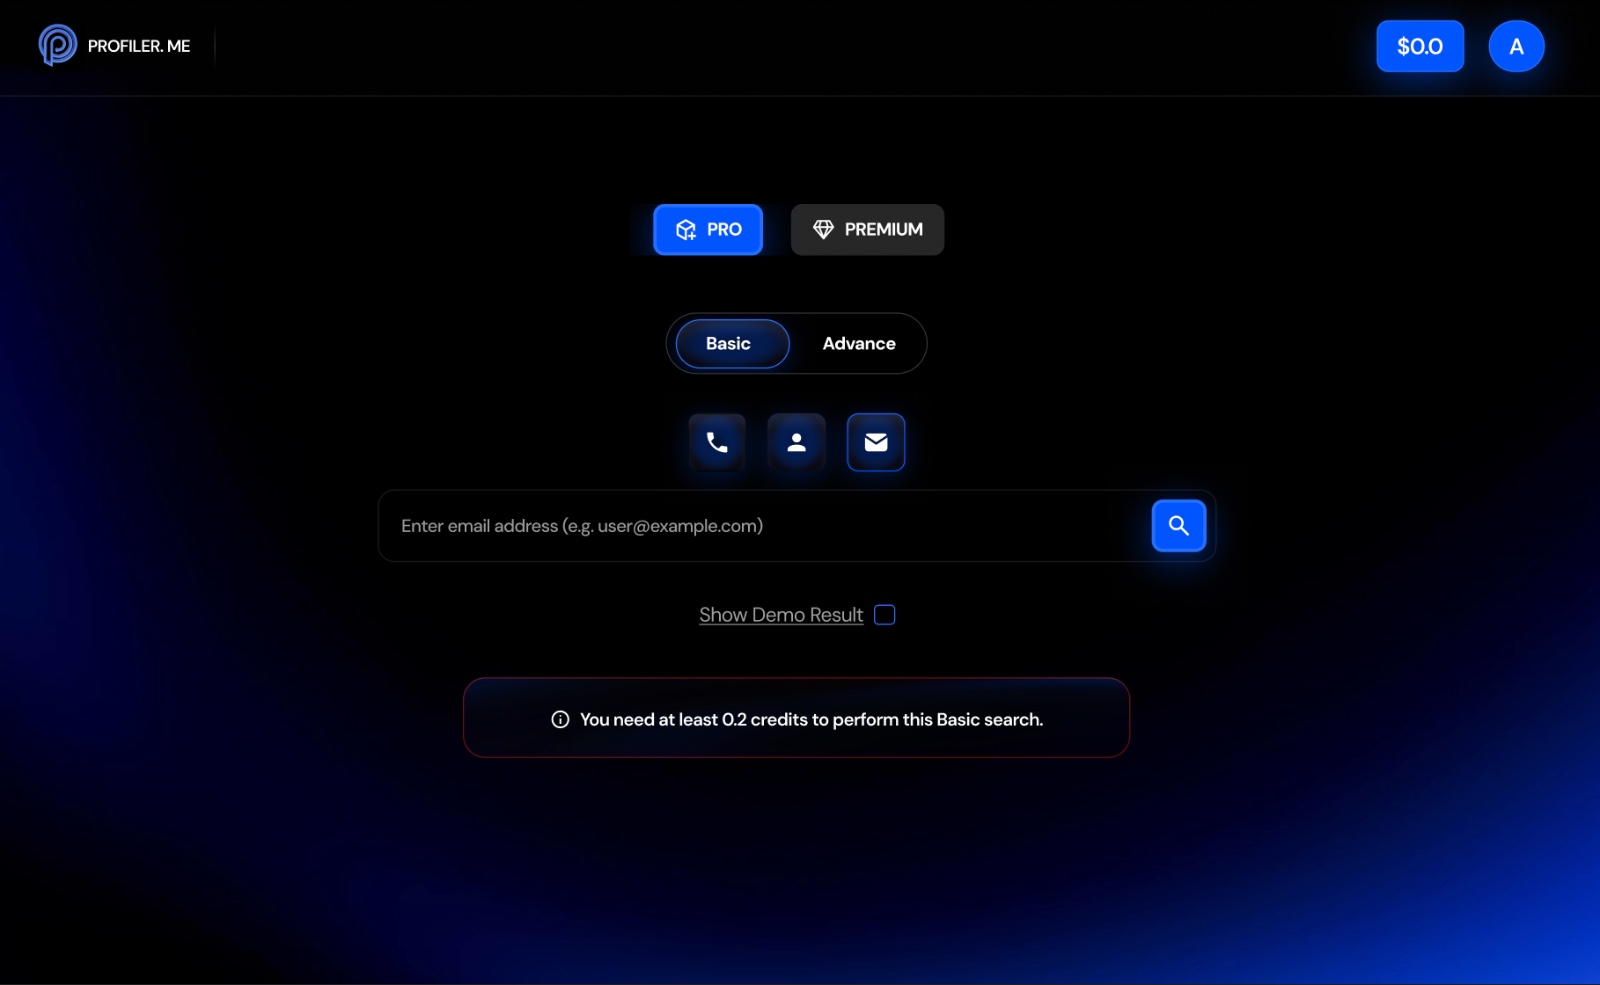 PROFILER. ME
$0.0
A
PRO
PREMIUM
Basic
Advance
Enter email address (e.g. user@example.com)
Show Demo Result
You need at least 0.2 credits to perform this Basic search.